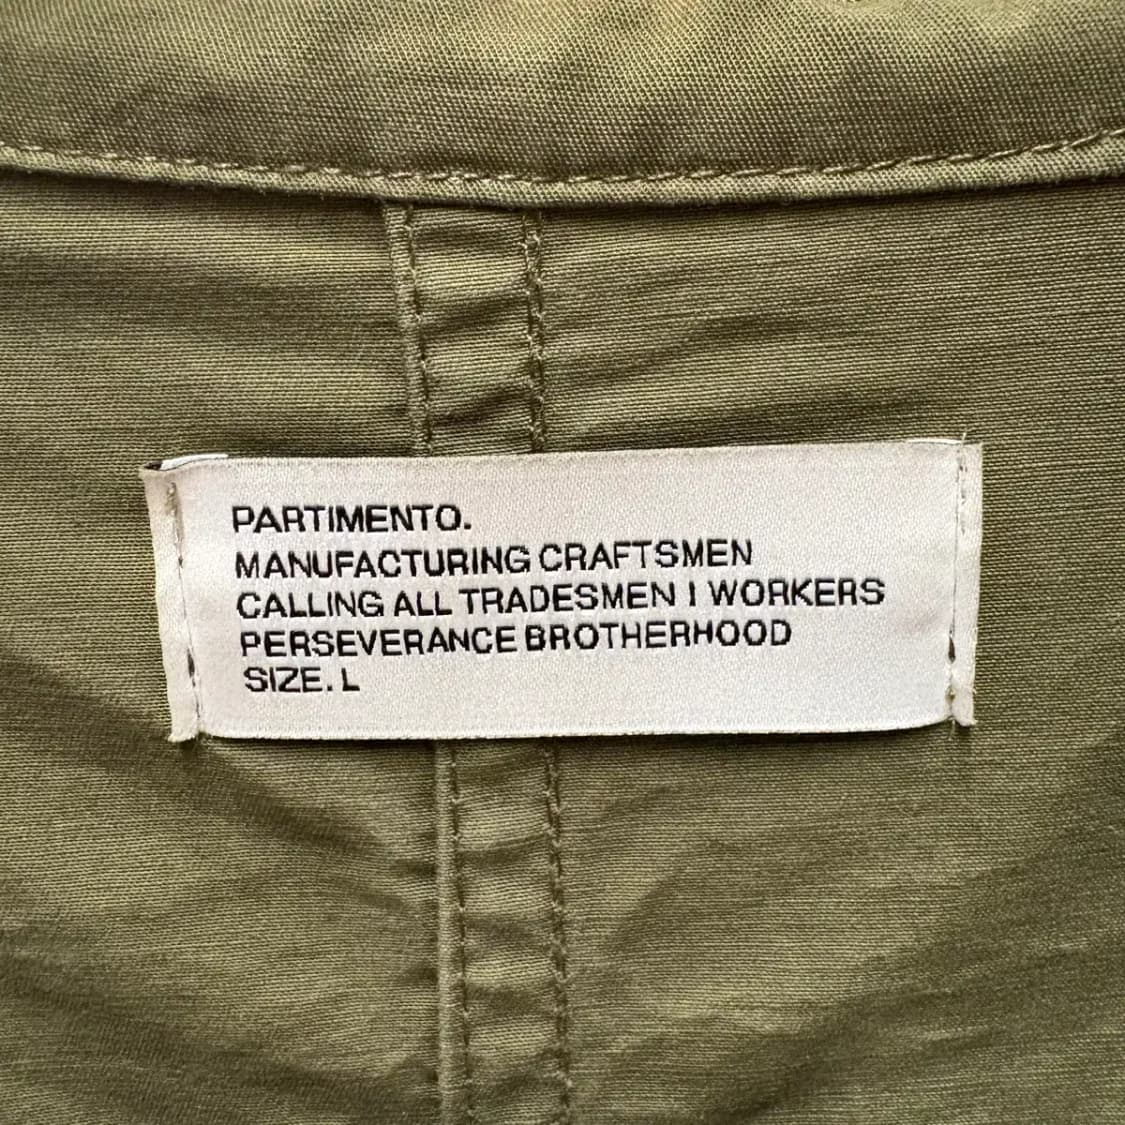 PARTIMENTO.
MANUFACTURING CRAFTSMEN
CALLING ALL TRADESMEN I WORKERS
PERSEVERANCE BROTHERHOOD
SIZE. L